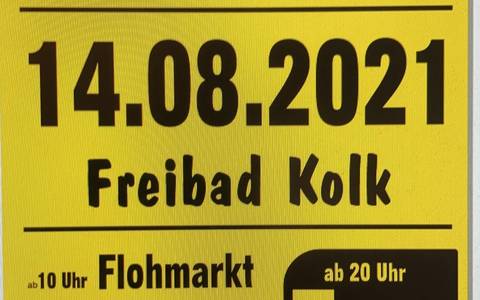 14.08.2021
Freibad Kolk
ab 10 Uhr Flohmarkt
ab 20 Uhr